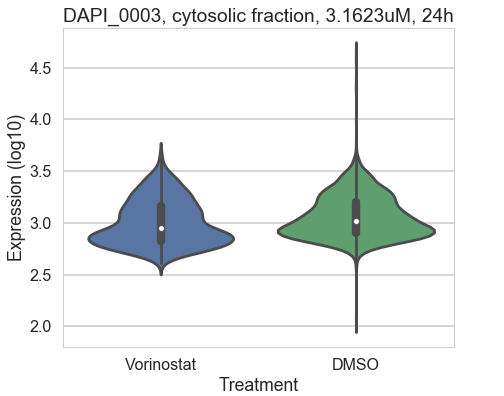 DAPI_0003, cytosolic fraction, 3.1623uM, 24h
Expression (log10)
4.5
4.0
3.5
3.0
2.5
2.0
Vorinostat
DMSO
Treatment